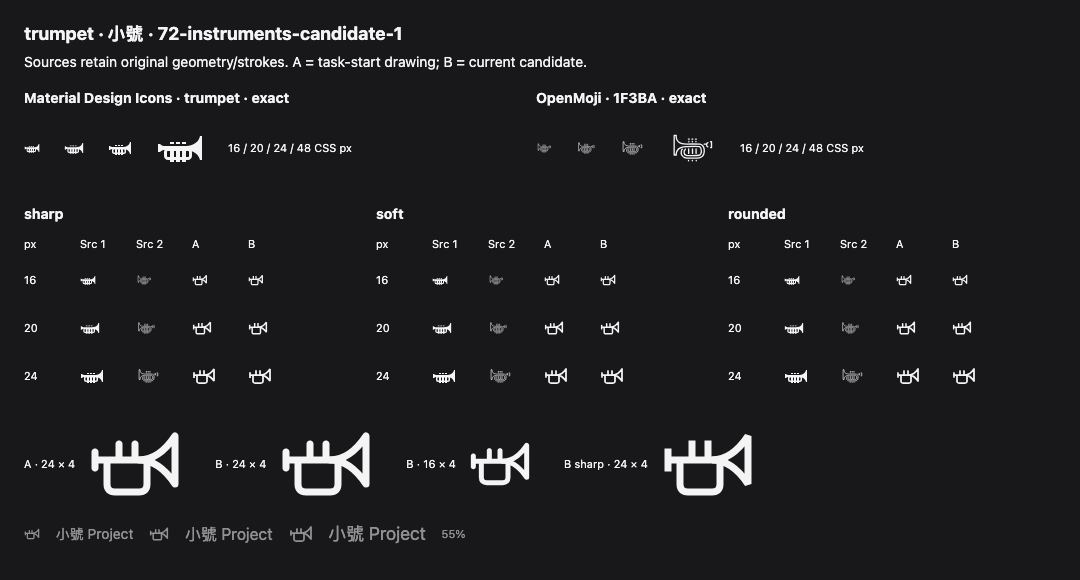 trumpet · 小號 · 72-instruments-candidate-1
Sources retain original geometry/strokes. A = task-start drawing; B = current candidate.
Material Design Icons · trumpet · exact
OpenMoji · 1F3BA · exact
16 / 20 / 24 / 48 CSS px
16 / 20 / 24 / 48 CSS px
sharp
soft
rounded
px Src 1 Src 2 A B
px Src 1 Src 2 A B
px Src 1 Src 2 A B
16
16
16
20
20
20
24
24
24
A · 24 × 4
B · 24 × 4
B · 16 × 4
B sharp · 24 × 4
小號 Project
小號 Project
小號 Project
55%